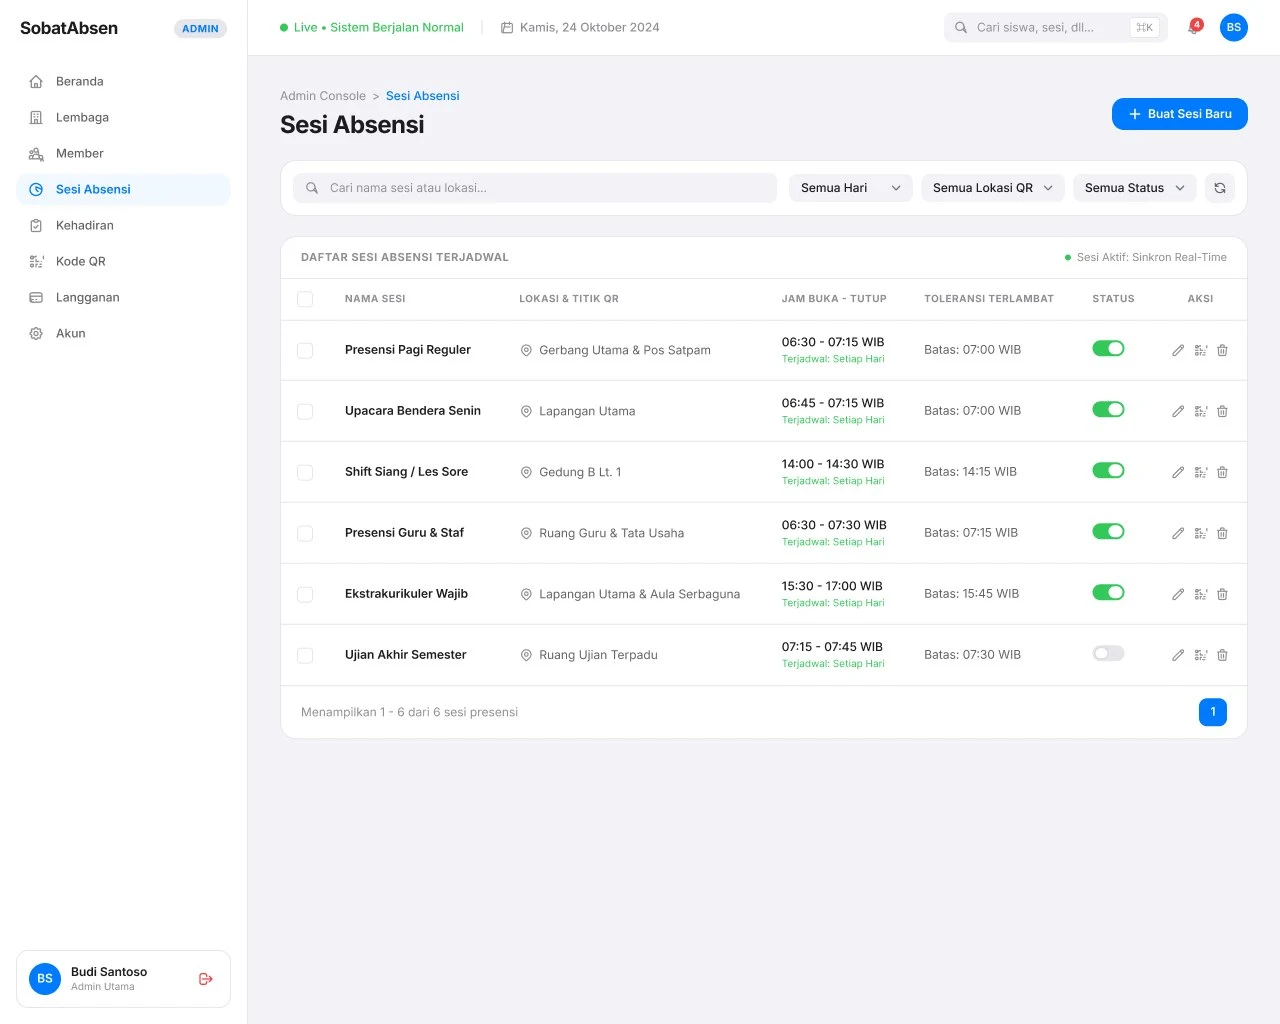 SobatAbsen ADMIN
Beranda
Lembaga
Member
Sesi Absensi
Kehadiran
Kode QR
Langganan
Akun
BS Budi Santoso
Admin Utama
Live • Sistem Berjalan Normal Kamis, 24 Oktober 2024 Cari siswa, sesi, dll... ⌘K 4 BS
Admin Console > Sesi Absensi
Sesi Absensi
+ Buat Sesi Baru
Cari nama sesi atau lokasi... Semua Hari Semua Lokasi QR Semua Status
DAFTAR SESI ABSENSI TERJADWAL Sesi Aktif: Sinkron Real-Time
NAMA SESI LOKASI & TITIK QR JAM BUKA - TUTUP TOLERANSI TERLAMBAT STATUS AKSI
Presensi Pagi Reguler Gerbang Utama & Pos Satpam 06:30 - 07:15 WIB Batas: 07:00 WIB
Terjadwal: Setiap Hari
Upacara Bendera Senin Lapangan Utama 06:45 - 07:15 WIB Batas: 07:00 WIB
Terjadwal: Setiap Hari
Shift Siang / Les Sore Gedung B Lt. 1 14:00 - 14:30 WIB Batas: 14:15 WIB
Terjadwal: Setiap Hari
Presensi Guru & Staf Ruang Guru & Tata Usaha 06:30 - 07:30 WIB Batas: 07:15 WIB
Terjadwal: Setiap Hari
Ekstrakurikuler Wajib Lapangan Utama & Aula Serbaguna 15:30 - 17:00 WIB Batas: 15:45 WIB
Terjadwal: Setiap Hari
Ujian Akhir Semester Ruang Ujian Terpadu 07:15 - 07:45 WIB Batas: 07:30 WIB
Terjadwal: Setiap Hari
Menampilkan 1 - 6 dari 6 sesi presensi 1